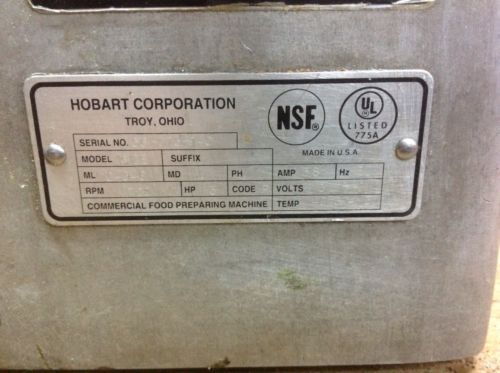 HOBART CORPORATION
TROY, OHIO
NSF®
UL®
LISTED
775A
SERIAL NO.
MADE IN U.S.A.
MODEL SUFFIX
ML MD PH AMP Hz
RPM HP CODE VOLTS
COMMERCIAL FOOD PREPARING MACHINE TEMP